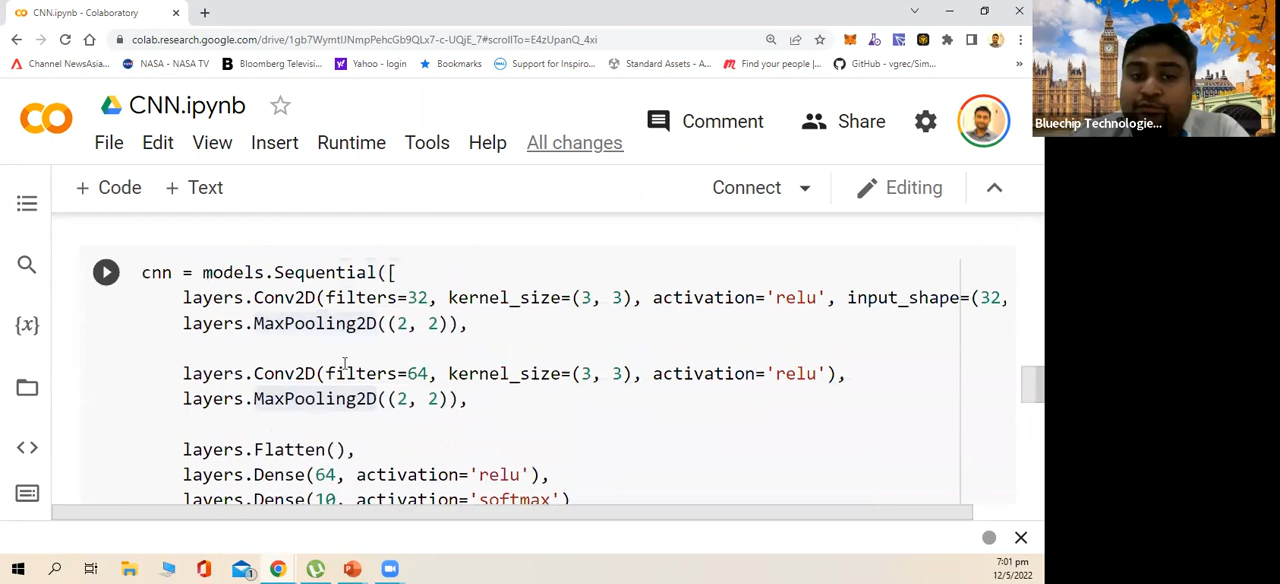 CNN.ipynb - Colaboratory
colab.research.google.com/drive/1gb7WymtlJNmpPehcGb9QLx7-c-UQjE_7#scrollTo=E4zUpanQ_4xi
Channel NewsAsia... NASA - NASA TV Bloomberg Televisi... Yahoo - login Bookmarks Support for Inspiro... Standard Assets - A... Find your people |... GitHub - vgrec/Sim... »
Bluechip Technologie...
CNN.ipynb
Comment Share
File Edit View Insert Runtime Tools Help All changes
+ Code + Text Connect Editing
cnn = models.Sequential([
layers.Conv2D(filters=32, kernel_size=(3, 3), activation='relu', input_shape=(32,
layers.MaxPooling2D((2, 2)),
layers.Conv2D(filters=64, kernel_size=(3, 3), activation='relu'),
layers.MaxPooling2D((2, 2)),
layers.Flatten(),
layers.Dense(64, activation='relu'),
layers.Dense(10, activation='softmax')
{x}
7:01 pm
12/5/2022